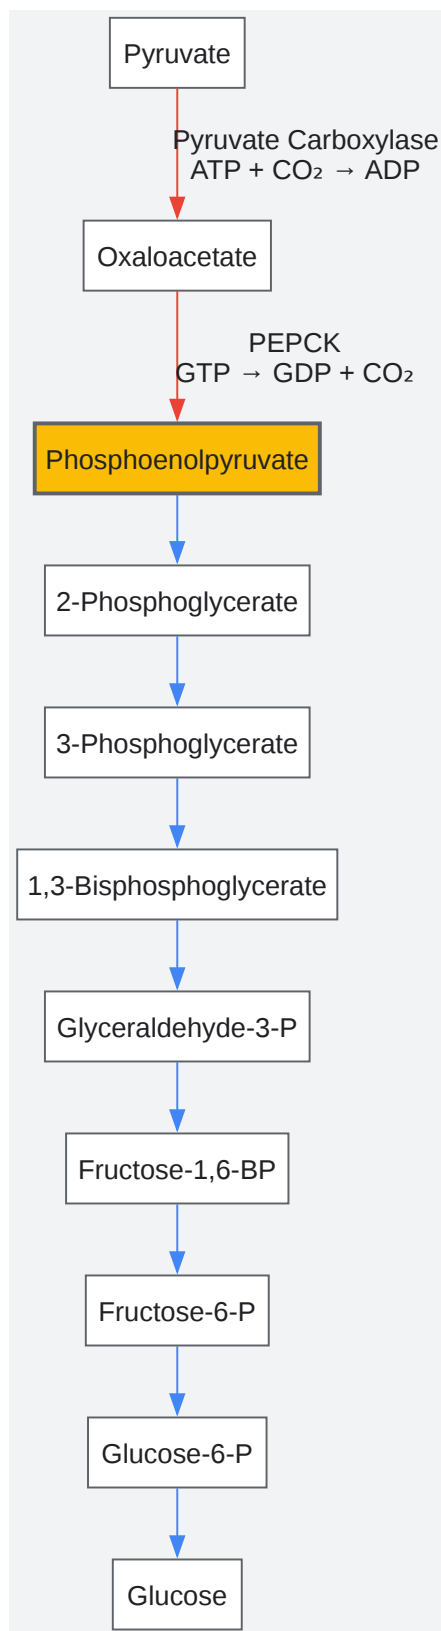 Pyruvate
Pyruvate Carboxylase
ATP + CO₂ → ADP
Oxaloacetate
PEPCK
GTP → GDP + CO₂
Phosphoenolpyruvate
2-Phosphoglycerate
3-Phosphoglycerate
1,3-Bisphosphoglycerate
Glyceraldehyde-3-P
Fructose-1,6-BP
Fructose-6-P
Glucose-6-P
Glucose